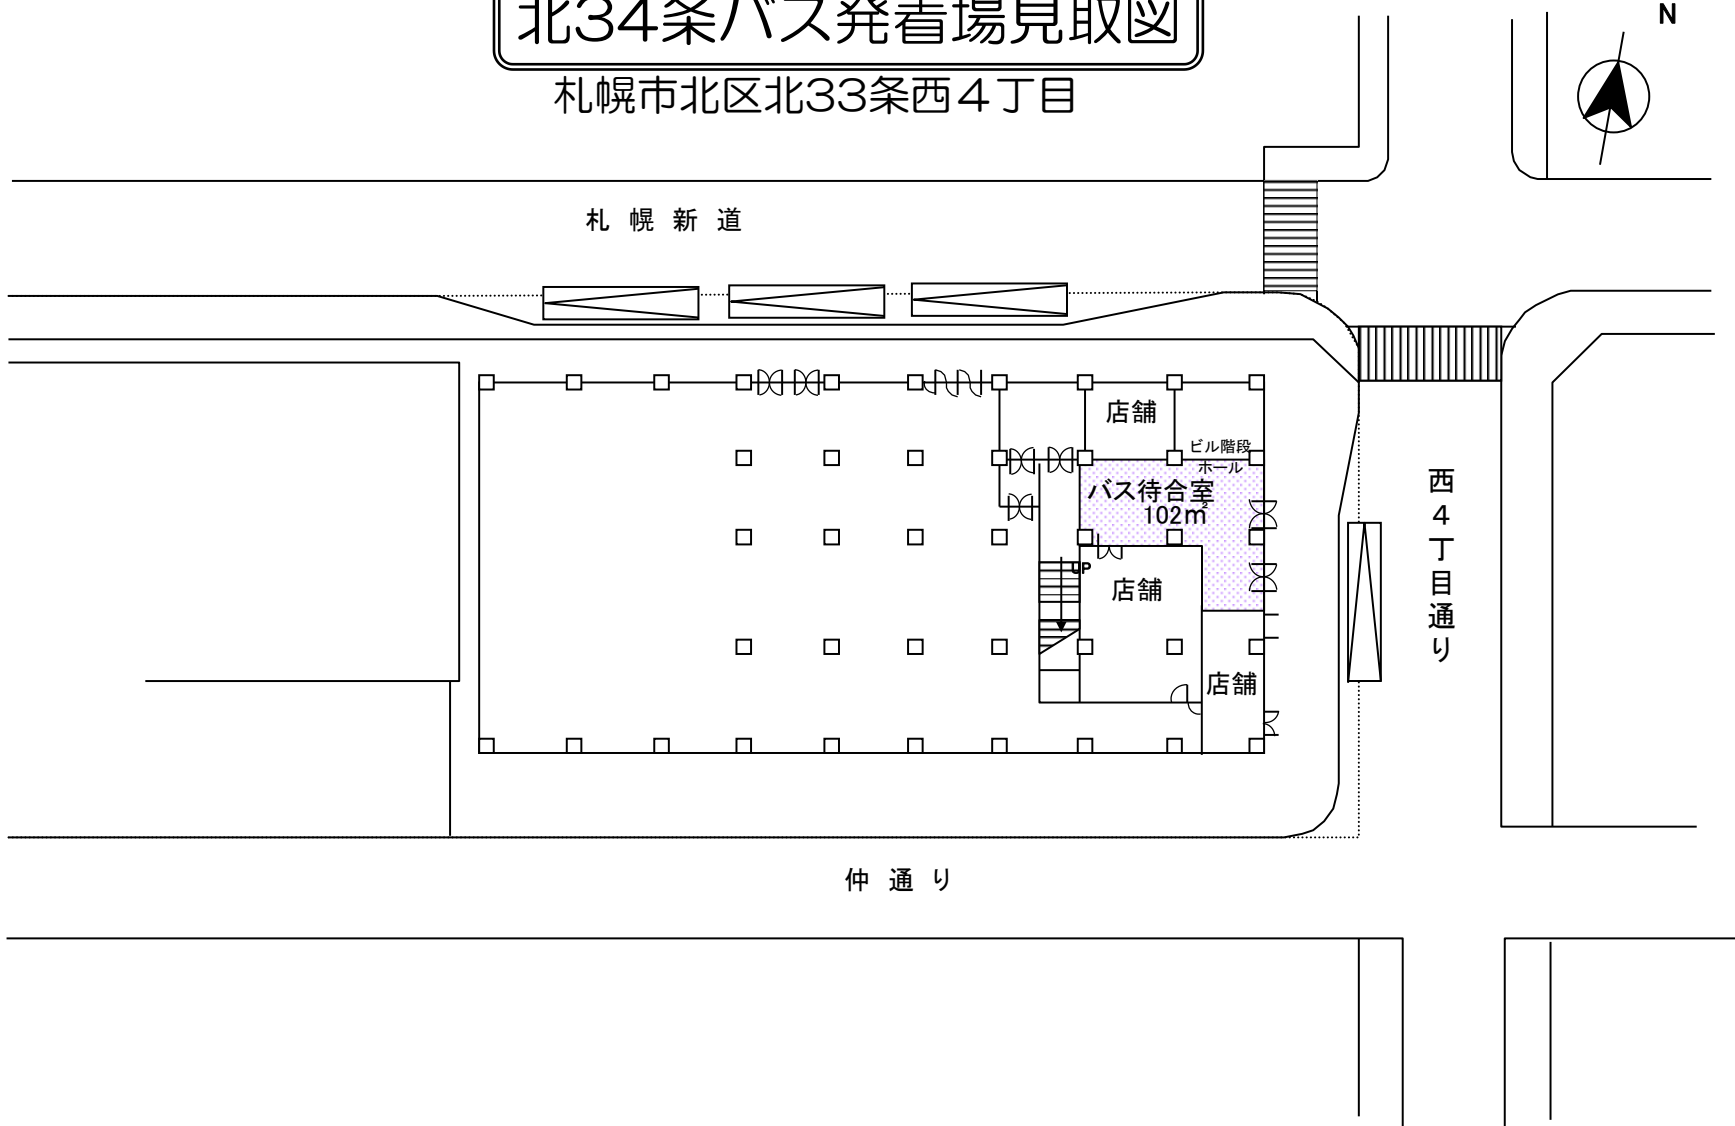 北34条バス発着場見取図
N
札幌市北区北33条西4丁目
札幌新道
店舗
ビル階段
ホール
バス待合室
102㎡
UP
店舗
西4丁目通り
店舗
仲通り